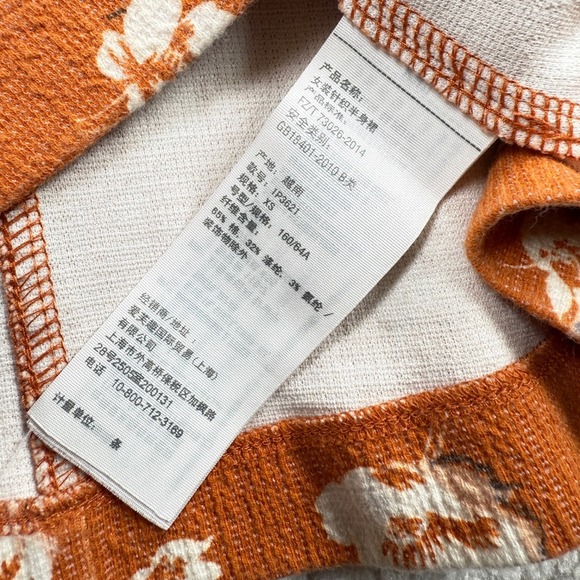 产品名称:
女装针织半身裙
产品标准:
FZ/T 73026-2014
安全类别:
GB18401-2010 B类
产地: 越南
款号: 1P3621
规格: XS
号型/规格: 160/64A
纤维含量:
65% 棉, 32% 涤纶, 3% 氨纶/
装饰物除外
经销商/地址:
爱芙趣国际贸易(上海)
有限公司
上海市外高桥保税区加枫路
28号2505室200131
电话: 10-800-712-3169
计量单位: 条